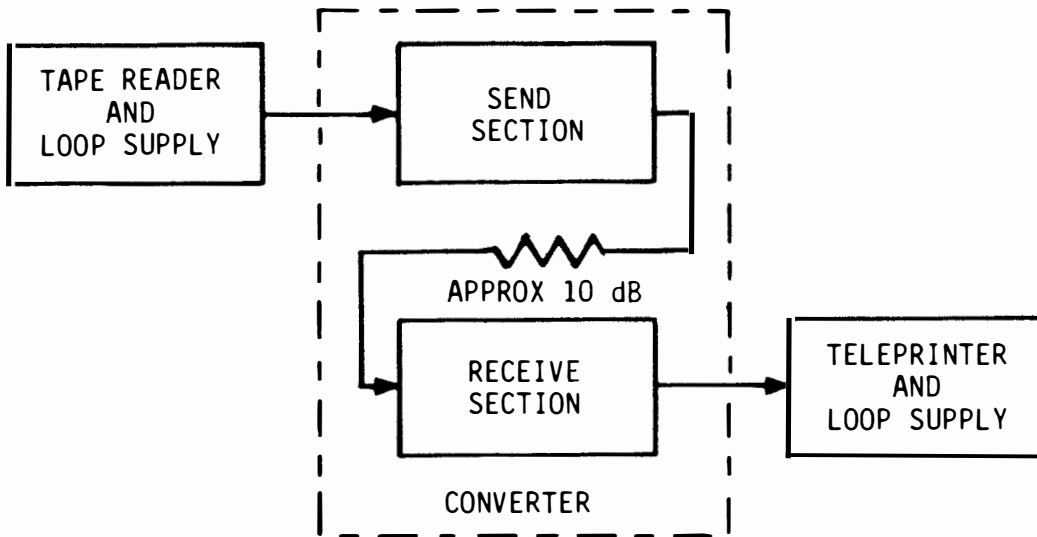 TAPE READER
AND
LOOP SUPPLY
SEND
SECTION
APPROX 10 dB
RECEIVE
SECTION
TELEPRINTER
AND
LOOP SUPPLY
CONVERTER